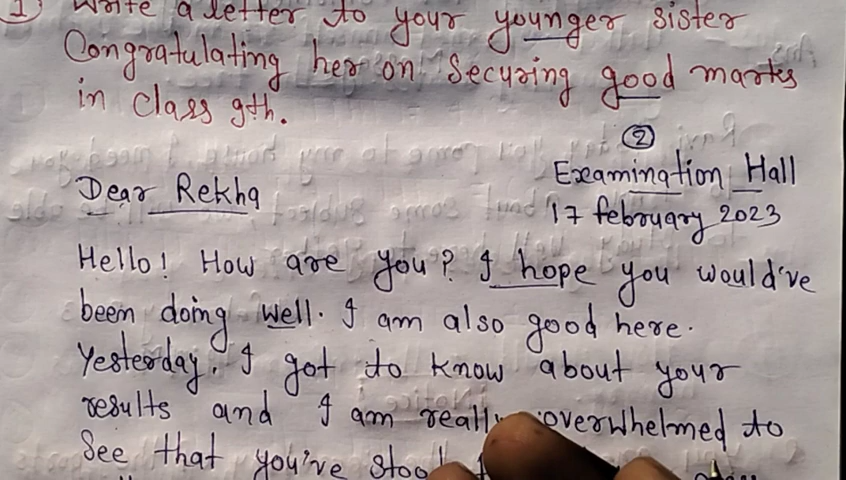 1) Write a letter to your younger sister
Congratulating her on Securing good marks
in class 9th.
2
Examination Hall
Dear Rekha
17 february 2023
Hello! How are you? I hope you would've
been doing well. I am also good here.
Yesterday, I got to know about your
results and I am really overwhelmed to
See that you've stood